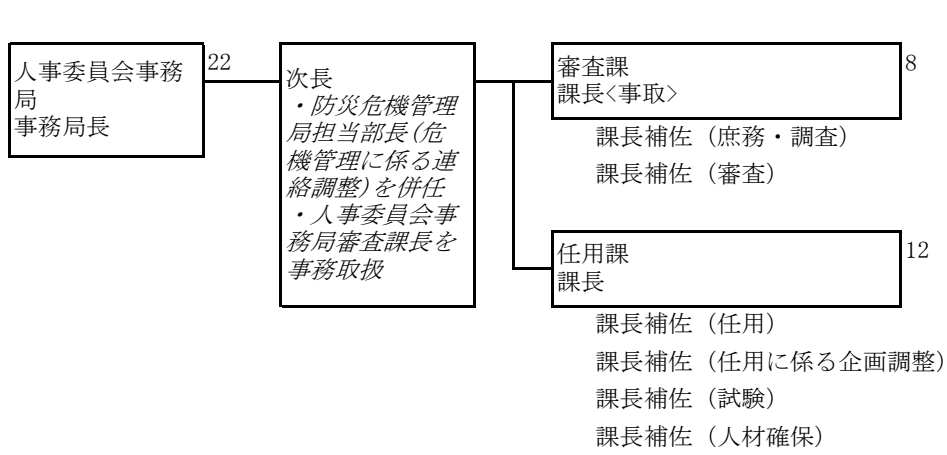 人事委員会事務
局
事務局長
22
次長
・防災危機管理
局担当部長(危
機管理に係る連
絡調整)を併任
・人事委員会事
務局審査課長を
事務取扱
審査課
課長<事取>
8
課長補佐（庶務・調査）
課長補佐（審査）
任用課
課長
12
課長補佐（任用）
課長補佐（任用に係る企画調整）
課長補佐（試験）
課長補佐（人材確保）